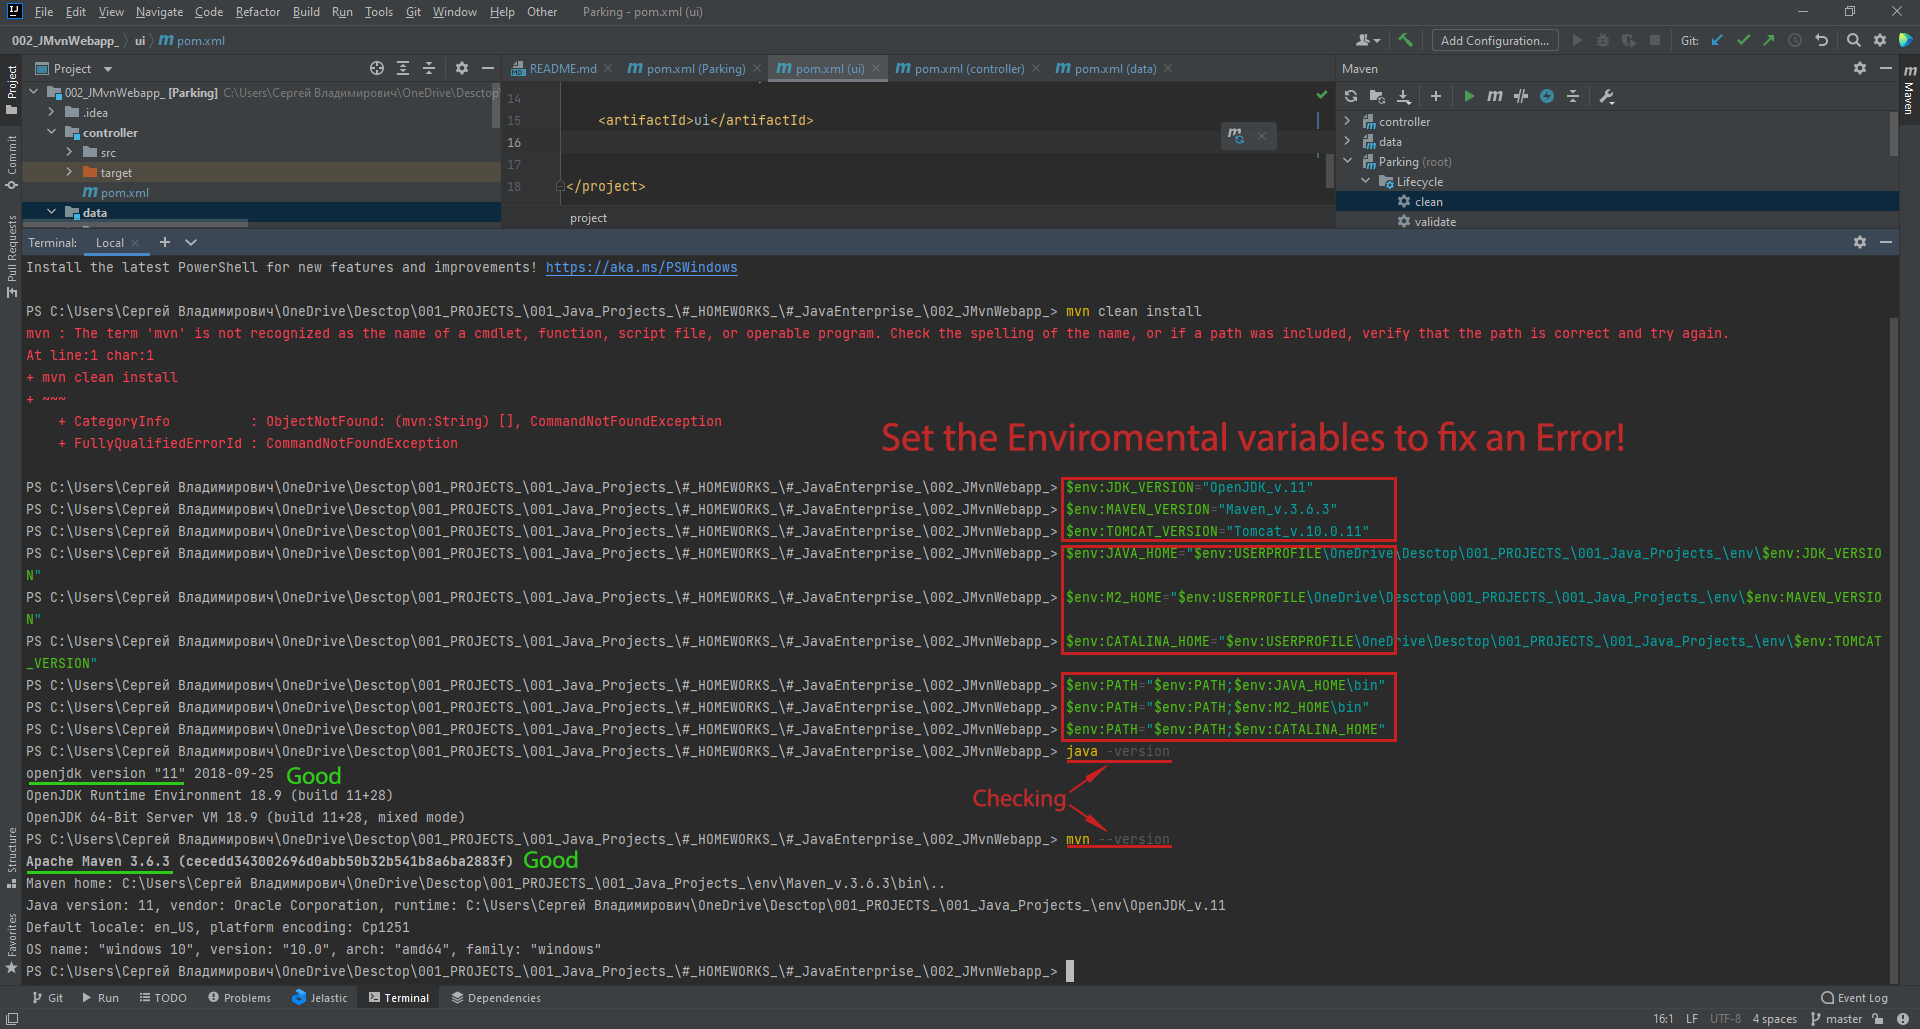 File Edit View Navigate Code Refactor Build Run Tools Git Window Help Other Parking - pom.xml (ui)
002_JMvnWebapp_ ui pom.xml Add Configuration... Git:
Project README.md pom.xml (Parking) pom.xml (ui) pom.xml (controller) pom.xml (data) Maven
002_JMvnWebapp_ [Parking] C:\Users\Сергей Владимирович\OneDrive\Desctop
.idea
controller
src
target
pom.xml
data
14
15 <artifactId>ui</artifactId>
16
17
18 </project>
project
controller
data
Parking (root)
Lifecycle
clean
validate
Project
Commit
Pull Requests
Structure
Favorites
Maven
Terminal: Local
Install the latest PowerShell for new features and improvements! https://aka.ms/PSWindows
PS C:\Users\Сергей Владимирович\OneDrive\Desctop\001_PROJECTS_\001_Java_Projects_\#_HOMEWORKS_\#_JavaEnterprise_\002_JMvnWebapp_> mvn clean install
mvn : The term 'mvn' is not recognized as the name of a cmdlet, function, script file, or operable program. Check the spelling of the name, or if a path was included, verify that the path is correct and try again.
At line:1 char:1
+ mvn clean install
+ ~~~
+ CategoryInfo : ObjectNotFound: (mvn:String) [], CommandNotFoundException
+ FullyQualifiedErrorId : CommandNotFoundException
Set the Enviromental variables to fix an Error!
PS C:\Users\Сергей Владимирович\OneDrive\Desctop\001_PROJECTS_\001_Java_Projects_\#_HOMEWORKS_\#_JavaEnterprise_\002_JMvnWebapp_> $env:JDK_VERSION="OpenJDK_v.11"
PS C:\Users\Сергей Владимирович\OneDrive\Desctop\001_PROJECTS_\001_Java_Projects_\#_HOMEWORKS_\#_JavaEnterprise_\002_JMvnWebapp_> $env:MAVEN_VERSION="Maven_v.3.6.3"
PS C:\Users\Сергей Владимирович\OneDrive\Desctop\001_PROJECTS_\001_Java_Projects_\#_HOMEWORKS_\#_JavaEnterprise_\002_JMvnWebapp_> $env:TOMCAT_VERSION="Tomcat_v.10.0.11"
PS C:\Users\Сергей Владимирович\OneDrive\Desctop\001_PROJECTS_\001_Java_Projects_\#_HOMEWORKS_\#_JavaEnterprise_\002_JMvnWebapp_> $env:JAVA_HOME="$env:USERPROFILE\OneDrive\Desctop\001_PROJECTS_\001_Java_Projects_\env\$env:JDK_VERSIO
N"
PS C:\Users\Сергей Владимирович\OneDrive\Desctop\001_PROJECTS_\001_Java_Projects_\#_HOMEWORKS_\#_JavaEnterprise_\002_JMvnWebapp_> $env:M2_HOME="$env:USERPROFILE\OneDrive\Desctop\001_PROJECTS_\001_Java_Projects_\env\$env:MAVEN_VERSIO
N"
PS C:\Users\Сергей Владимирович\OneDrive\Desctop\001_PROJECTS_\001_Java_Projects_\#_HOMEWORKS_\#_JavaEnterprise_\002_JMvnWebapp_> $env:CATALINA_HOME="$env:USERPROFILE\OneDrive\Desctop\001_PROJECTS_\001_Java_Projects_\env\$env:TOMCAT
_VERSION"
PS C:\Users\Сергей Владимирович\OneDrive\Desctop\001_PROJECTS_\001_Java_Projects_\#_HOMEWORKS_\#_JavaEnterprise_\002_JMvnWebapp_> $env:PATH="$env:PATH;$env:JAVA_HOME\bin"
PS C:\Users\Сергей Владимирович\OneDrive\Desctop\001_PROJECTS_\001_Java_Projects_\#_HOMEWORKS_\#_JavaEnterprise_\002_JMvnWebapp_> $env:PATH="$env:PATH;$env:M2_HOME\bin"
PS C:\Users\Сергей Владимирович\OneDrive\Desctop\001_PROJECTS_\001_Java_Projects_\#_HOMEWORKS_\#_JavaEnterprise_\002_JMvnWebapp_> $env:PATH="$env:PATH;$env:CATALINA_HOME"
PS C:\Users\Сергей Владимирович\OneDrive\Desctop\001_PROJECTS_\001_Java_Projects_\#_HOMEWORKS_\#_JavaEnterprise_\002_JMvnWebapp_> java -version
openjdk version "11" 2018-09-25 Good
OpenJDK Runtime Environment 18.9 (build 11+28)
Checking
OpenJDK 64-Bit Server VM 18.9 (build 11+28, mixed mode)
PS C:\Users\Сергей Владимирович\OneDrive\Desctop\001_PROJECTS_\001_Java_Projects_\#_HOMEWORKS_\#_JavaEnterprise_\002_JMvnWebapp_> mvn --version
Apache Maven 3.6.3 (cecedd343002696d0abb50b32b541b8a6ba2883f) Good
Maven home: C:\Users\Сергей Владимирович\OneDrive\Desctop\001_PROJECTS_\001_Java_Projects_\env\Maven_v.3.6.3\bin\..
Java version: 11, vendor: Oracle Corporation, runtime: C:\Users\Сергей Владимирович\OneDrive\Desctop\001_PROJECTS_\001_Java_Projects_\env\OpenJDK_v.11
Default locale: en_US, platform encoding: Cp1251
OS name: "windows 10", version: "10.0", arch: "amd64", family: "windows"
PS C:\Users\Сергей Владимирович\OneDrive\Desctop\001_PROJECTS_\001_Java_Projects_\#_HOMEWORKS_\#_JavaEnterprise_\002_JMvnWebapp_>
Git Run TODO Problems Jelastic Terminal Dependencies Event Log
16:1 LF UTF-8 4 spaces master